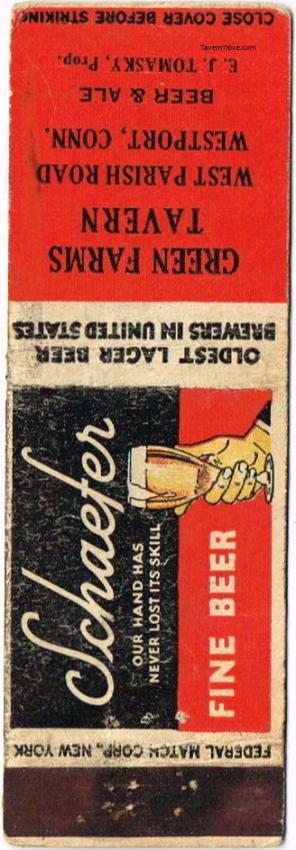 TavernTrove.com
CLOSE COVER BEFORE STRIKING
GREEN FARMS
TAVERN
WEST PARISH ROAD
WESTPORT, CONN.
BEER & ALE
E. J. TOMASKY, Prop.
OLDEST LAGER BEER
BREWERS IN UNITED STATES
Schaefer
OUR HAND HAS
NEVER LOST ITS SKILL
FINE BEER
FEDERAL MATCH CORP., NEW YORK